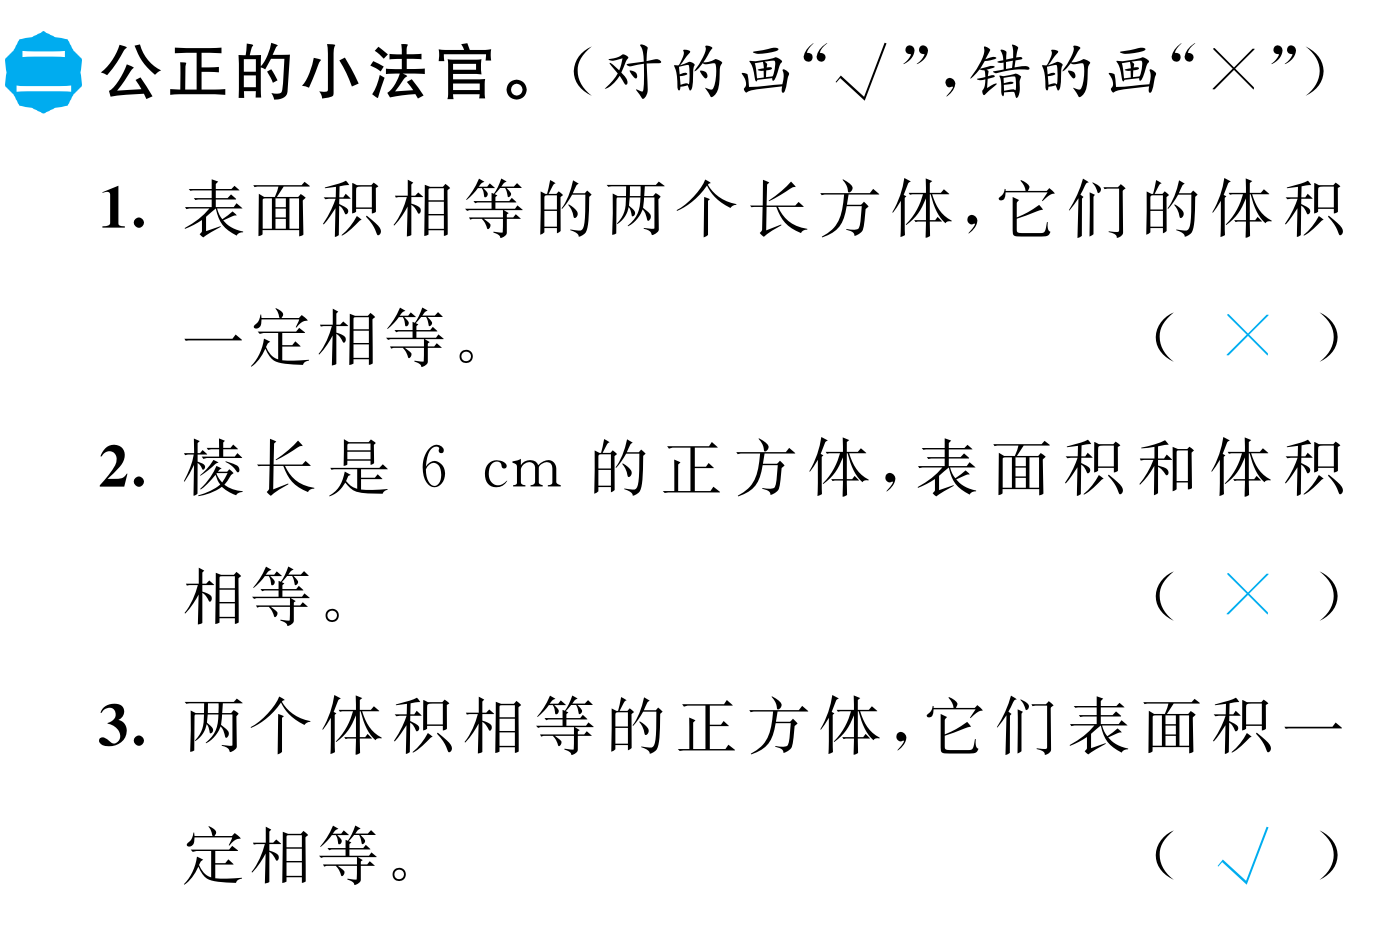 二 公正的小法官。(对的画“√”,错的画“×”)
1. 表面积相等的两个长方体,它们的体积
一定相等。 ( × )
2. 棱长是 6 cm 的正方体,表面积和体积
相等。 ( × )
3. 两个体积相等的正方体,它们表面积一
定相等。 ( √ )